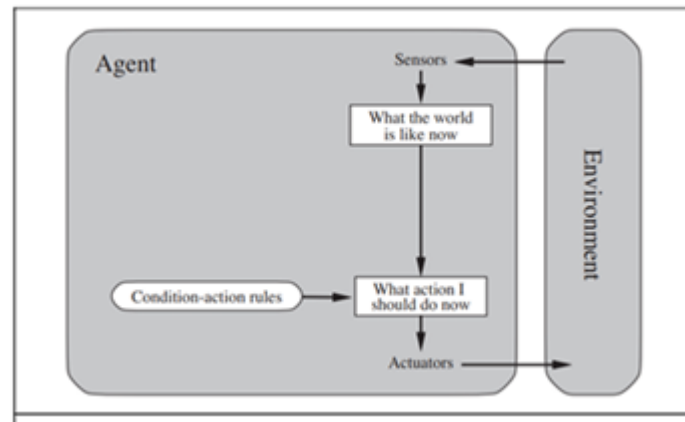 Agent
Sensors
What the world
is like now
Environment
Condition-action rules
What action I
should do now
Actuators